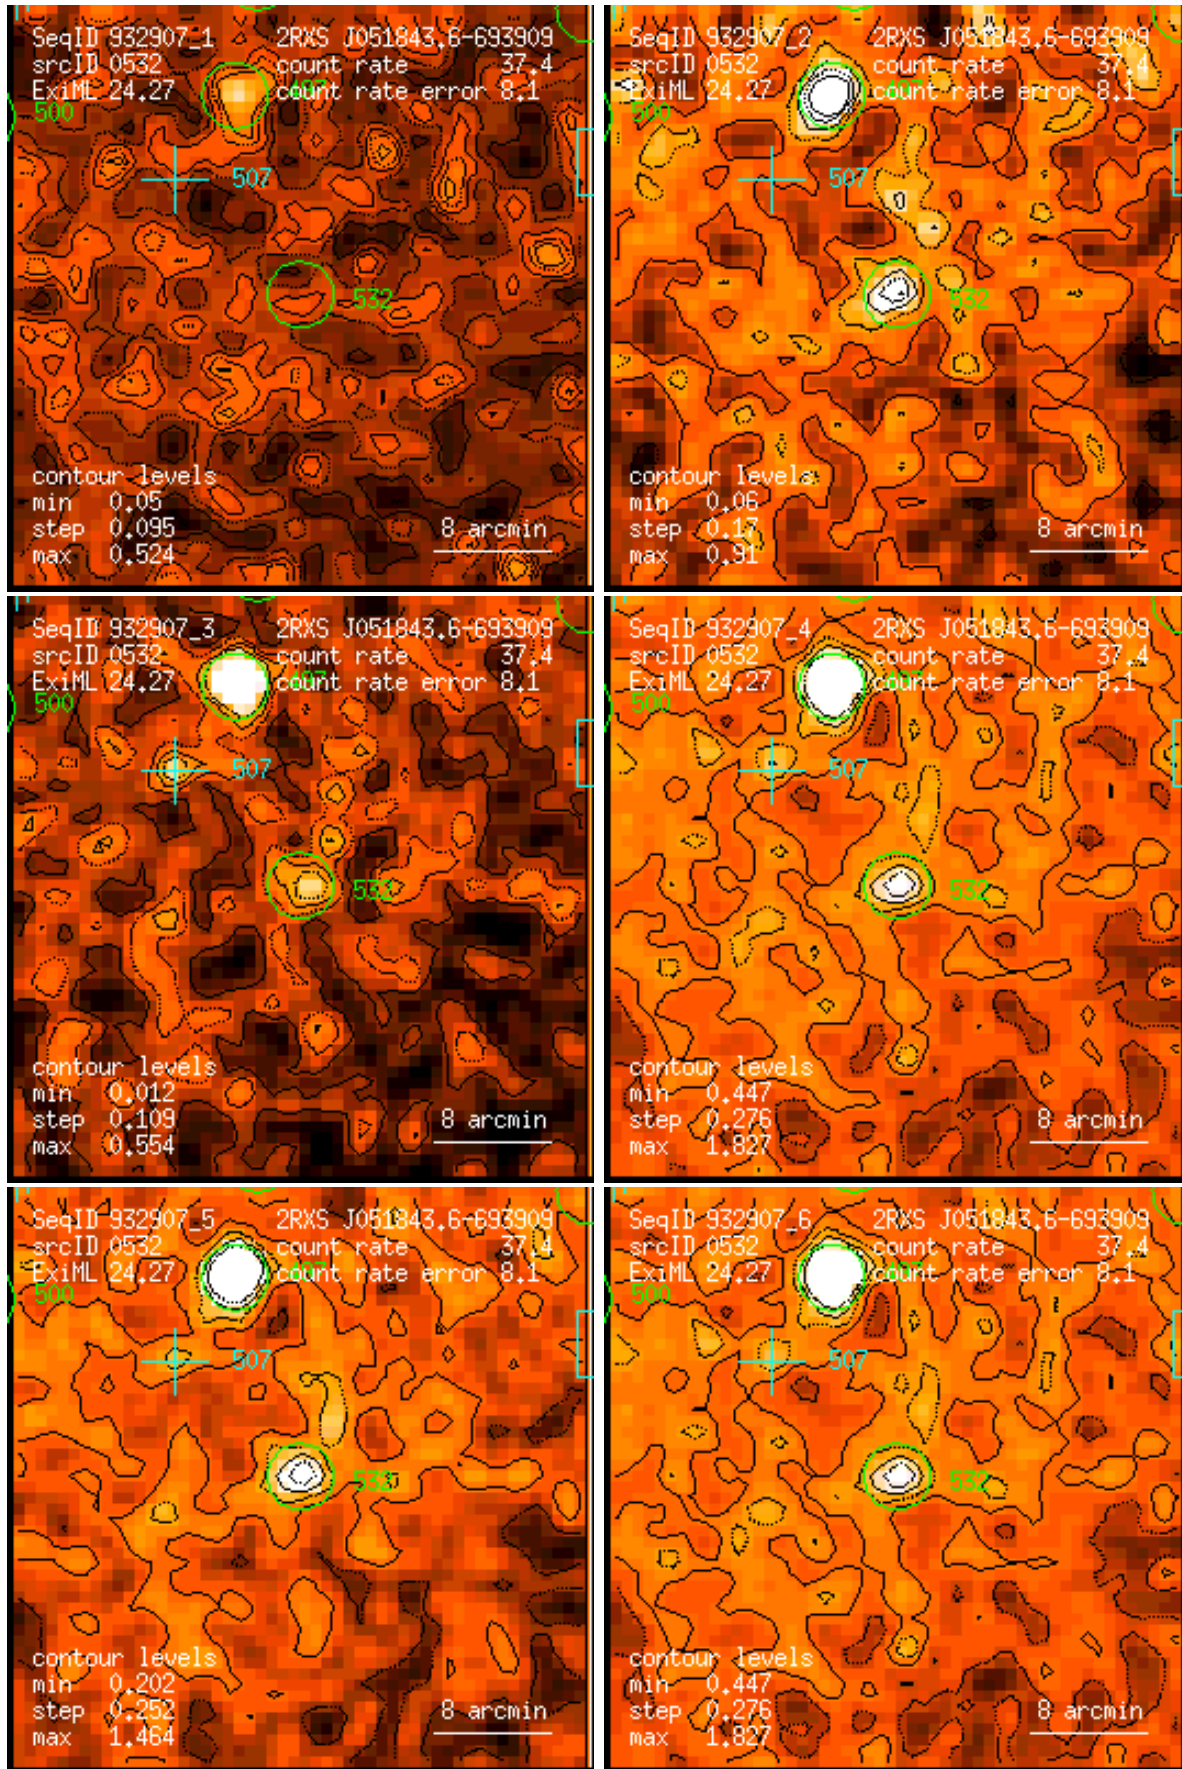 SeqID 932907_1 2RXS J051843.6-693909
srcID 0532 count rate 37.4
ExiML 24.27 count rate error 8.1
500
507
532
contour levels
min 0.05
step 0.095 8 arcmin
max 0.524
SeqID 932907_2 2RXS J051843.6-693909
srcID 0532 count rate 37.4
ExiML 24.27 count rate error 8.1
500
507
532
contour levels
min 0.06
step 0.17 8 arcmin
max 0.91
SeqID 932907_3 2RXS J051843.6-693909
srcID 0532 count rate 37.4
ExiML 24.27 count rate error 8.1
500
507
532
contour levels
min 0.012
step 0.109 8 arcmin
max 0.554
SeqID 932907_4 2RXS J051843.6-693909
srcID 0532 count rate 37.4
ExiML 24.27 count rate error 8.1
500
507
532
contour levels
min 0.447
step 0.276 8 arcmin
max 1.827
SeqID 932907_5 2RXS J051843.6-693909
srcID 0532 count rate 37.4
ExiML 24.27 count rate error 8.1
500
507
532
contour levels
min 0.202
step 0.252 8 arcmin
max 1.464
SeqID 932907_6 2RXS J051843.6-693909
srcID 0532 count rate 37.4
ExiML 24.27 count rate error 8.1
500
507
532
contour levels
min 0.447
step 0.276 8 arcmin
max 1.827